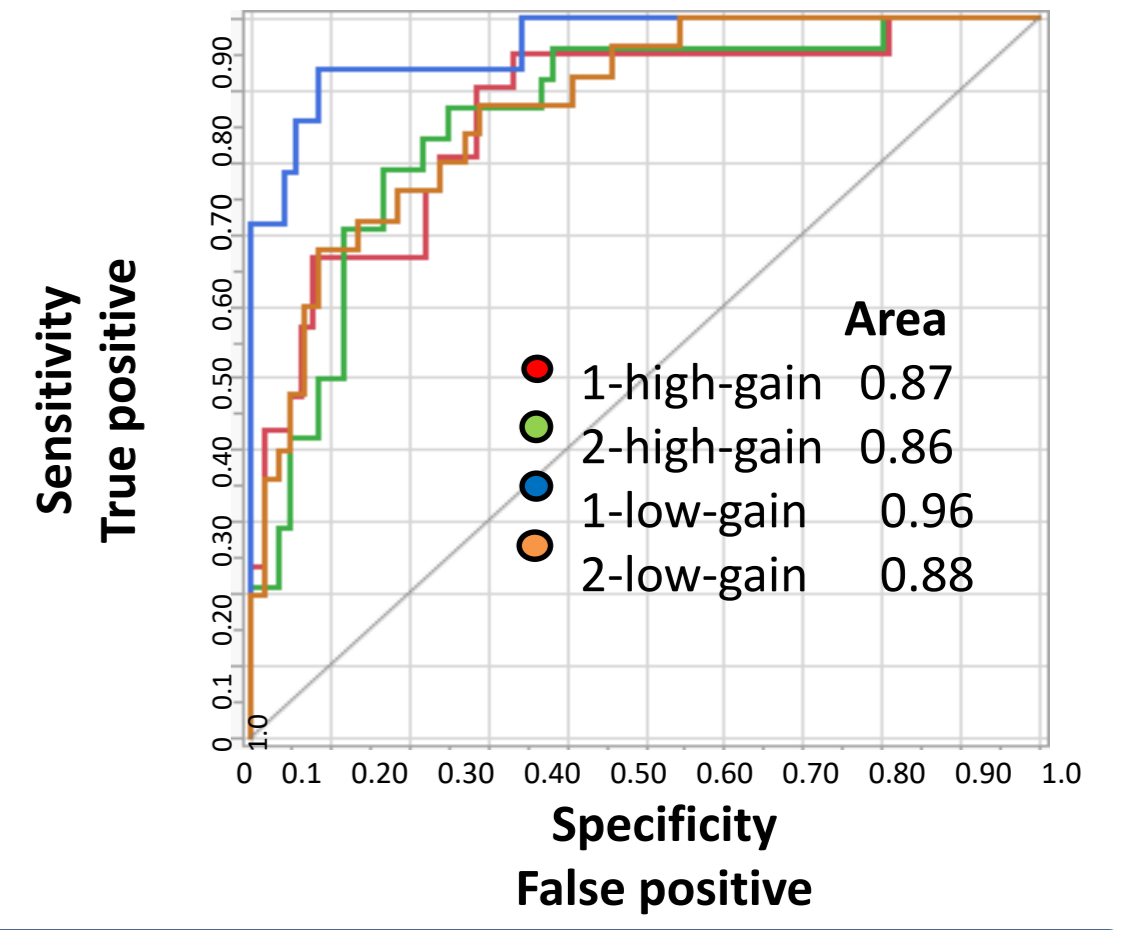 Sensitivity
True positive
0.90
0.80
0.70
0.60
0.50
0.40
0.30
0.20
0.1
0
1.0
Area
1-high-gain 0.87
2-high-gain 0.86
1-low-gain 0.96
2-low-gain 0.88
0 0.1 0.20 0.30 0.40 0.50 0.60 0.70 0.80 0.90 1.0
Specificity
False positive